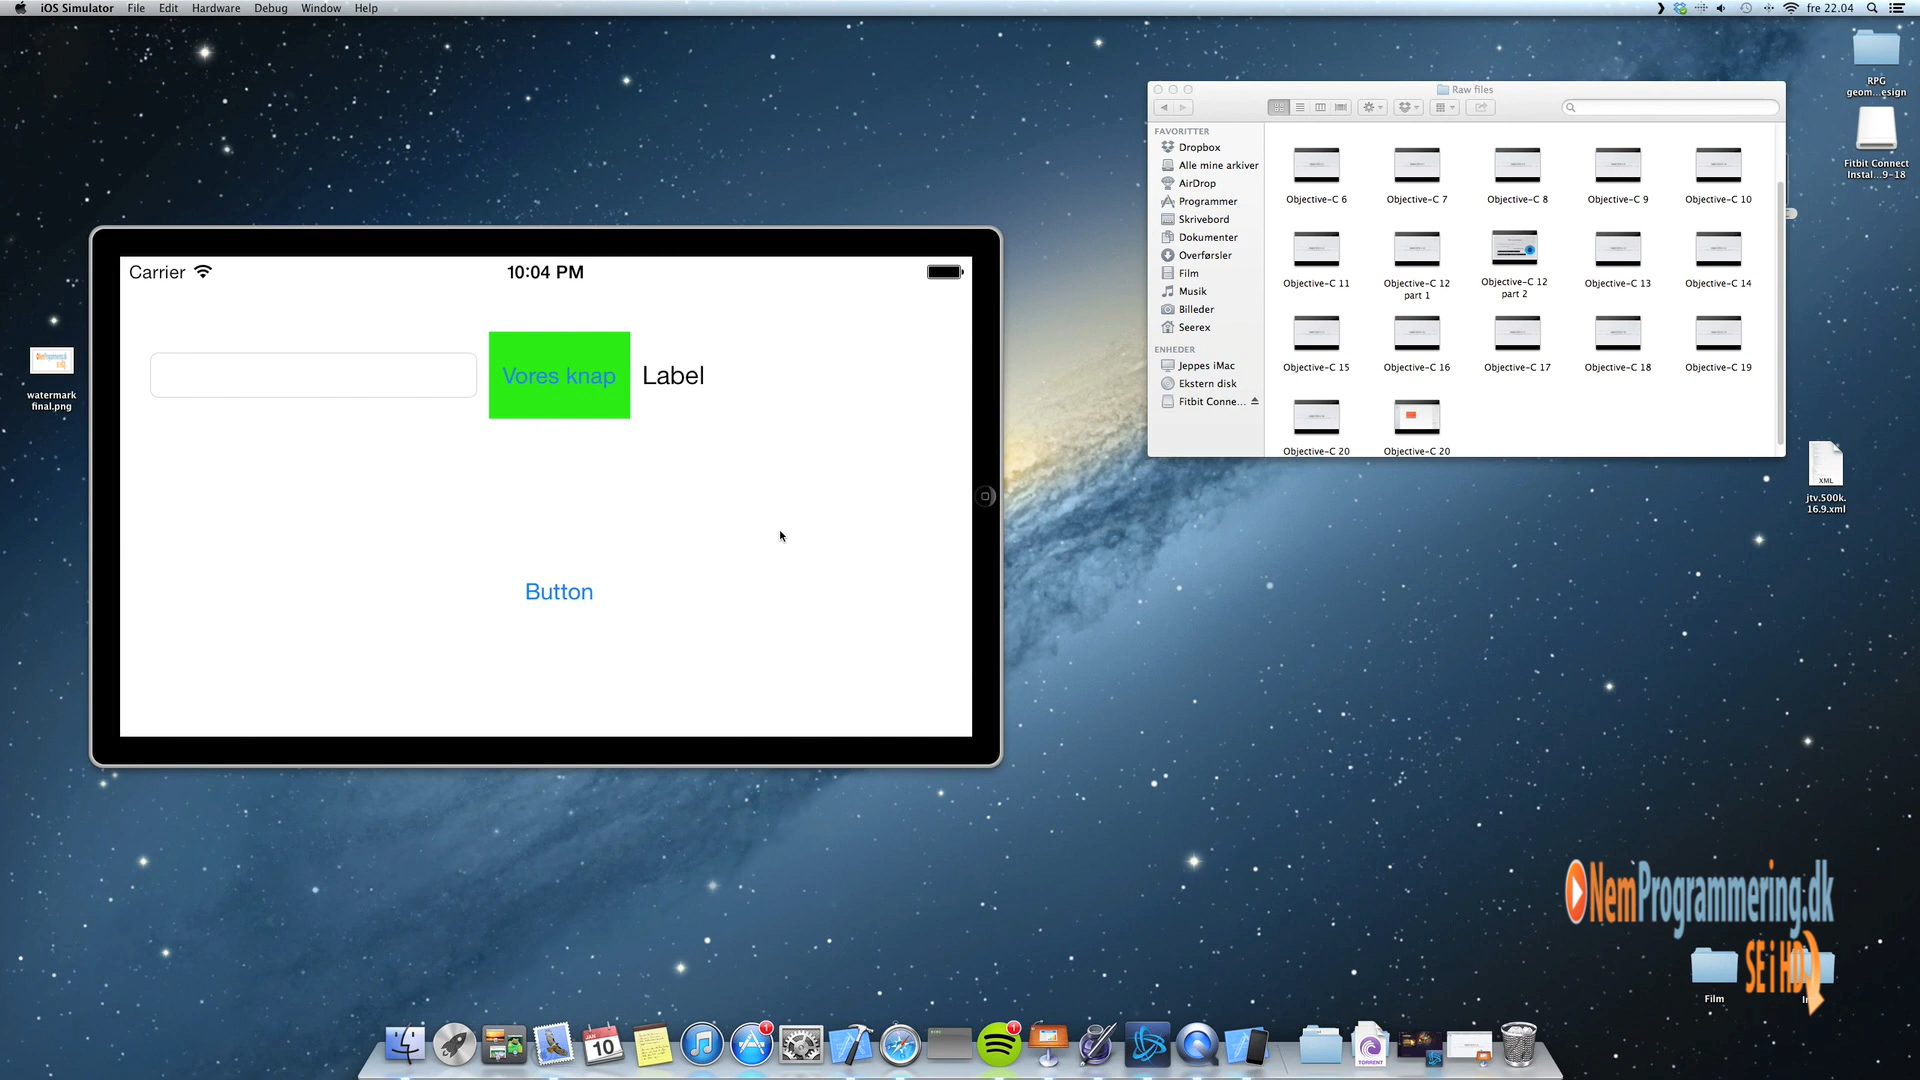 iOS Simulator File Edit Hardware Debug Window Help
fre 22.04
RPG
geom...esign
Fitbit Connect
Instal...9-18
Raw files
FAVORITTER
Dropbox
Alle mine arkiver
AirDrop
Programmer
Skrivebord
Dokumenter
Overførsler
Film
Musik
Billeder
Seerex
ENHEDER
Jeppes iMac
Ekstern disk
Fitbit Conne...
Objective-C 6
Objective-C 7
Objective-C 8
Objective-C 9
Objective-C 10
Objective-C 11
Objective-C 12
part 1
Objective-C 12
part 2
Objective-C 13
Objective-C 14
Objective-C 15
Objective-C 16
Objective-C 17
Objective-C 18
Objective-C 19
Objective-C 20
Objective-C 20
Carrier
10:04 PM
Vores knap
Label
Button
watermark
final.png
XML
jtv.500k.
16.9.xml
NemProgrammering.dk
SE i HD
Film
JAN
10
1
1
TORRENT